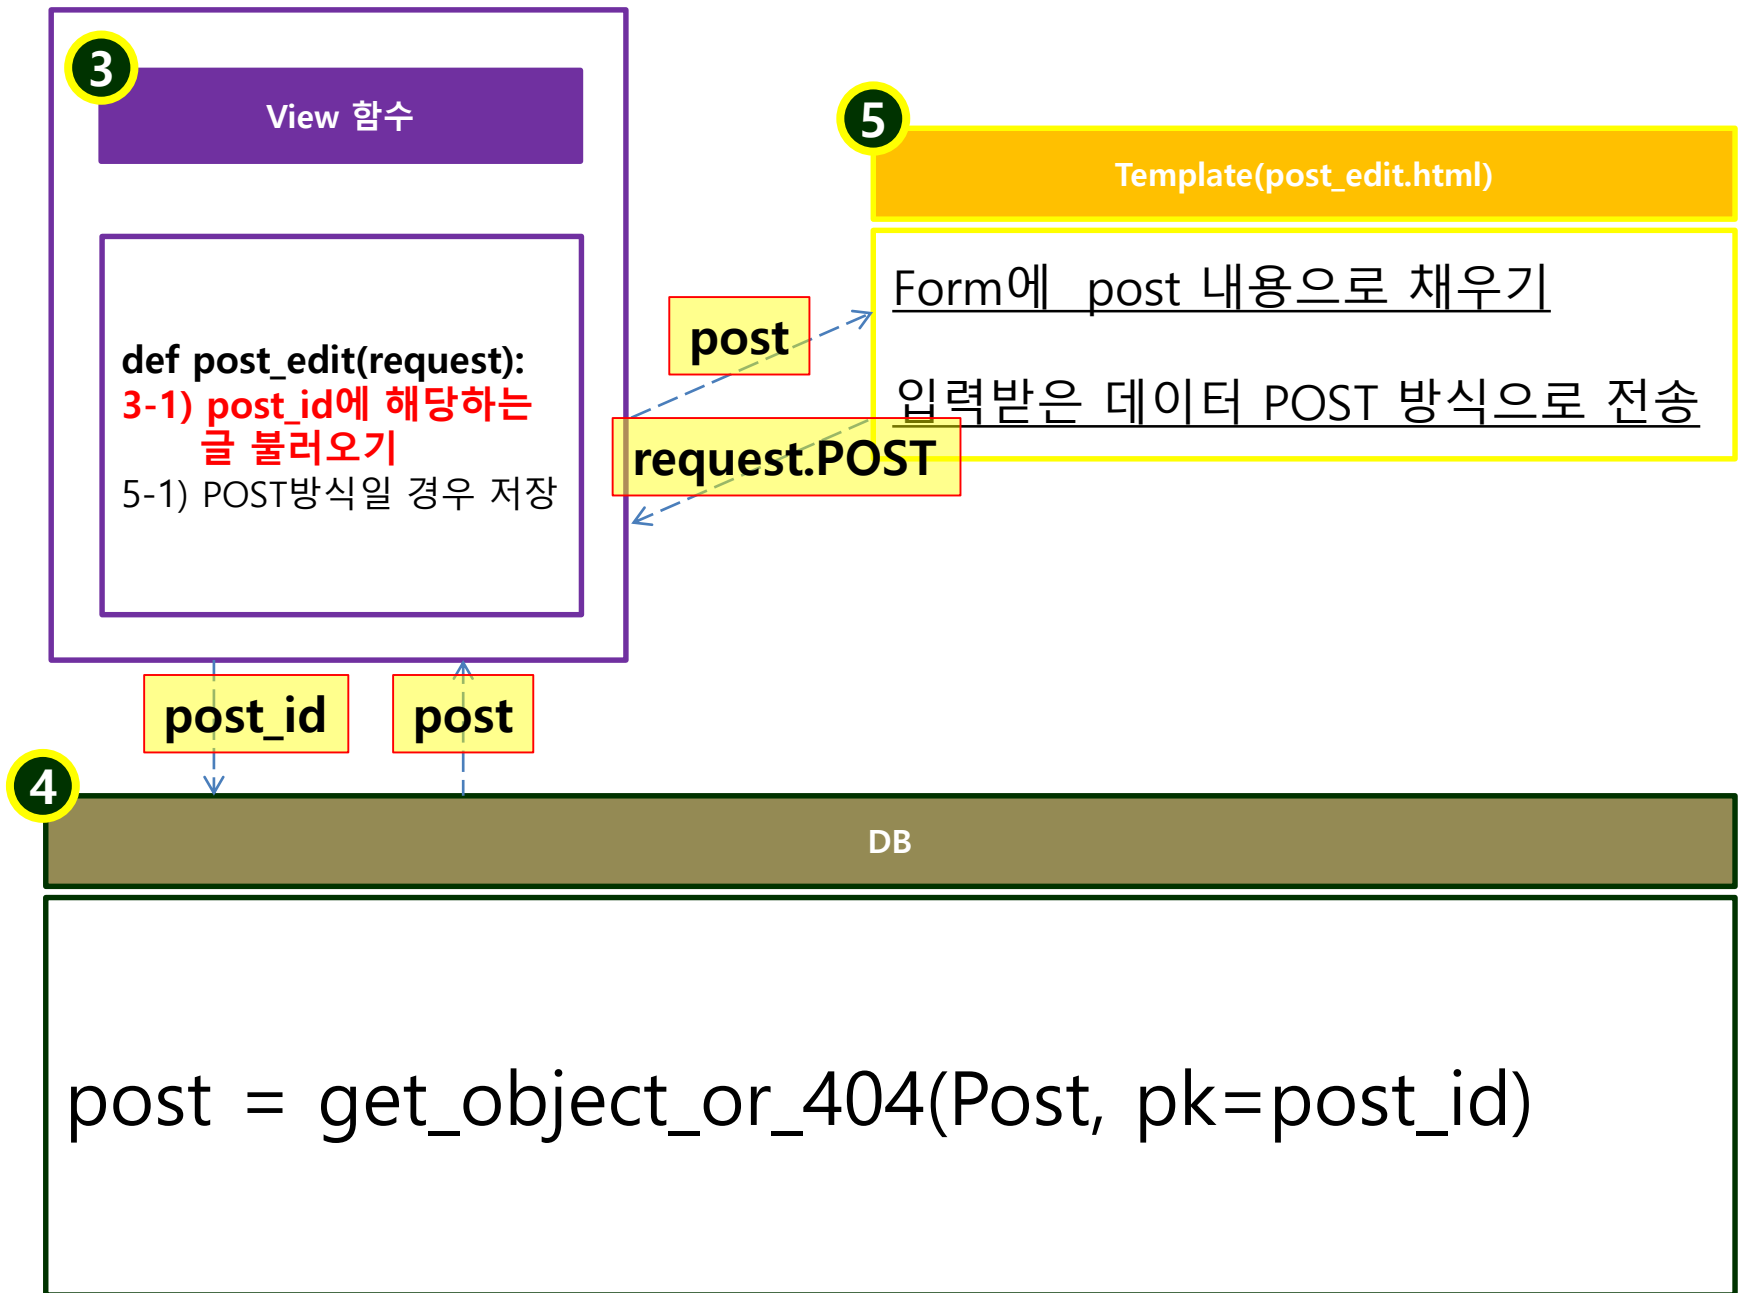 3
View 함수
def post_edit(request):
3-1) post_id에 해당하는
글 불러오기
5-1) POST방식일 경우 저장
5
Template(post_edit.html)
Form에 post 내용으로 채우기
입력받은 데이터 POST 방식으로 전송
post
request.POST
post_id
post
4
DB
post = get_object_or_404(Post, pk=post_id)